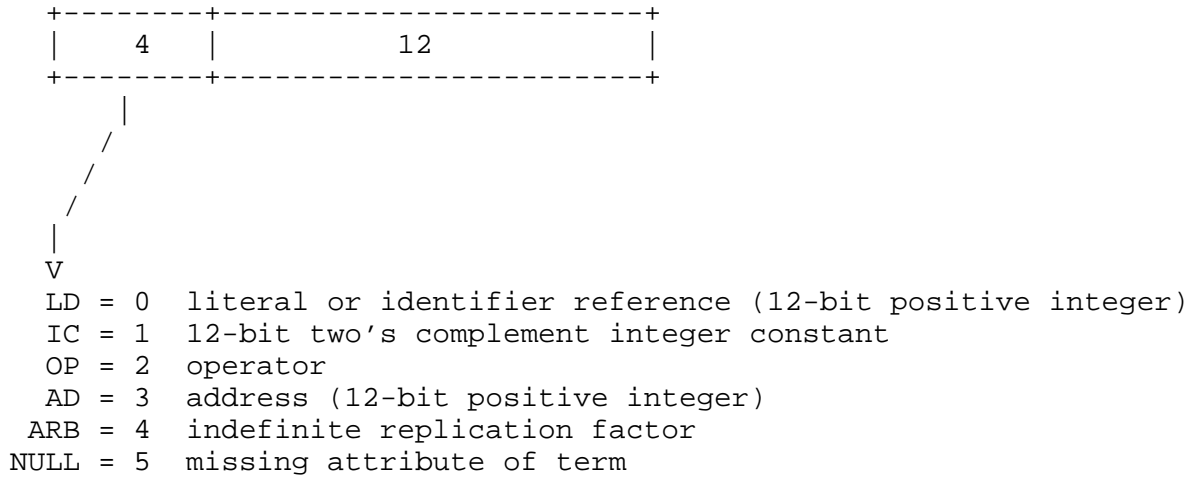 +--------+------------------------+
|    4   |           12           |
+--------+------------------------+
|
/
/
/
|
V
LD = 0  literal or identifier reference (12-bit positive integer)
IC = 1  12-bit two's complement integer constant
OP = 2  operator
AD = 3  address (12-bit positive integer)
ARB = 4  indefinite replication factor
NULL = 5  missing attribute of term